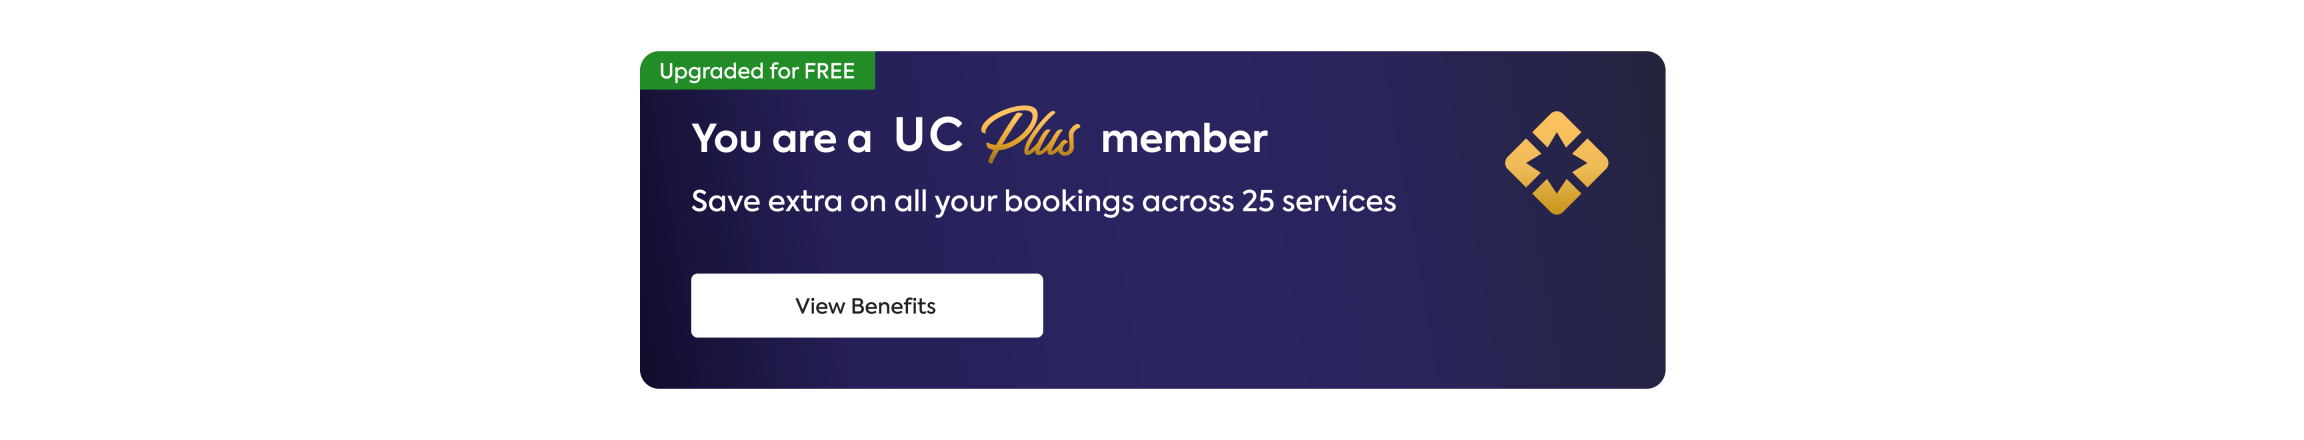 Upgraded for FREE
You are a UC Plus member
Save extra on all your bookings across 25 services
View Benefits